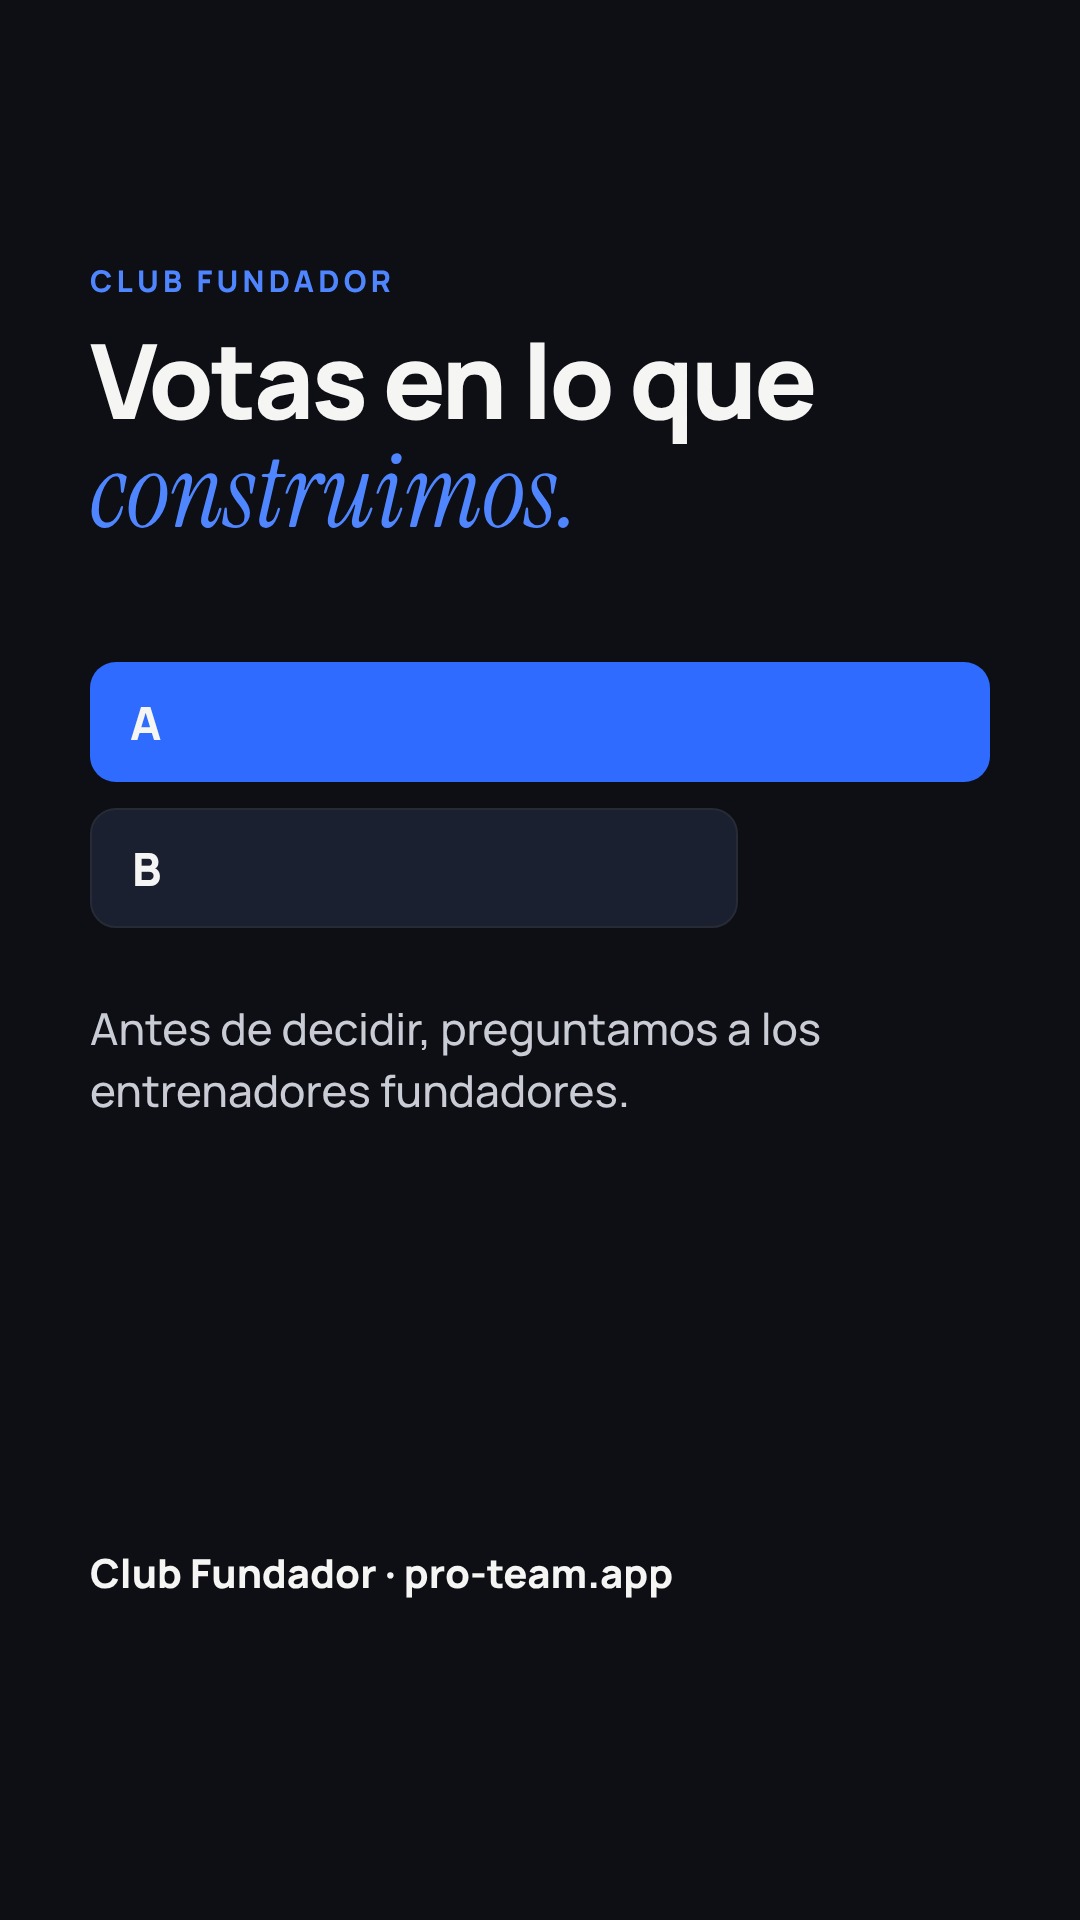 CLUB FUNDADOR
Votas en lo que
construimos.
A
B
Antes de decidir, preguntamos a los
entrenadores fundadores.
Club Fundador · pro-team.app